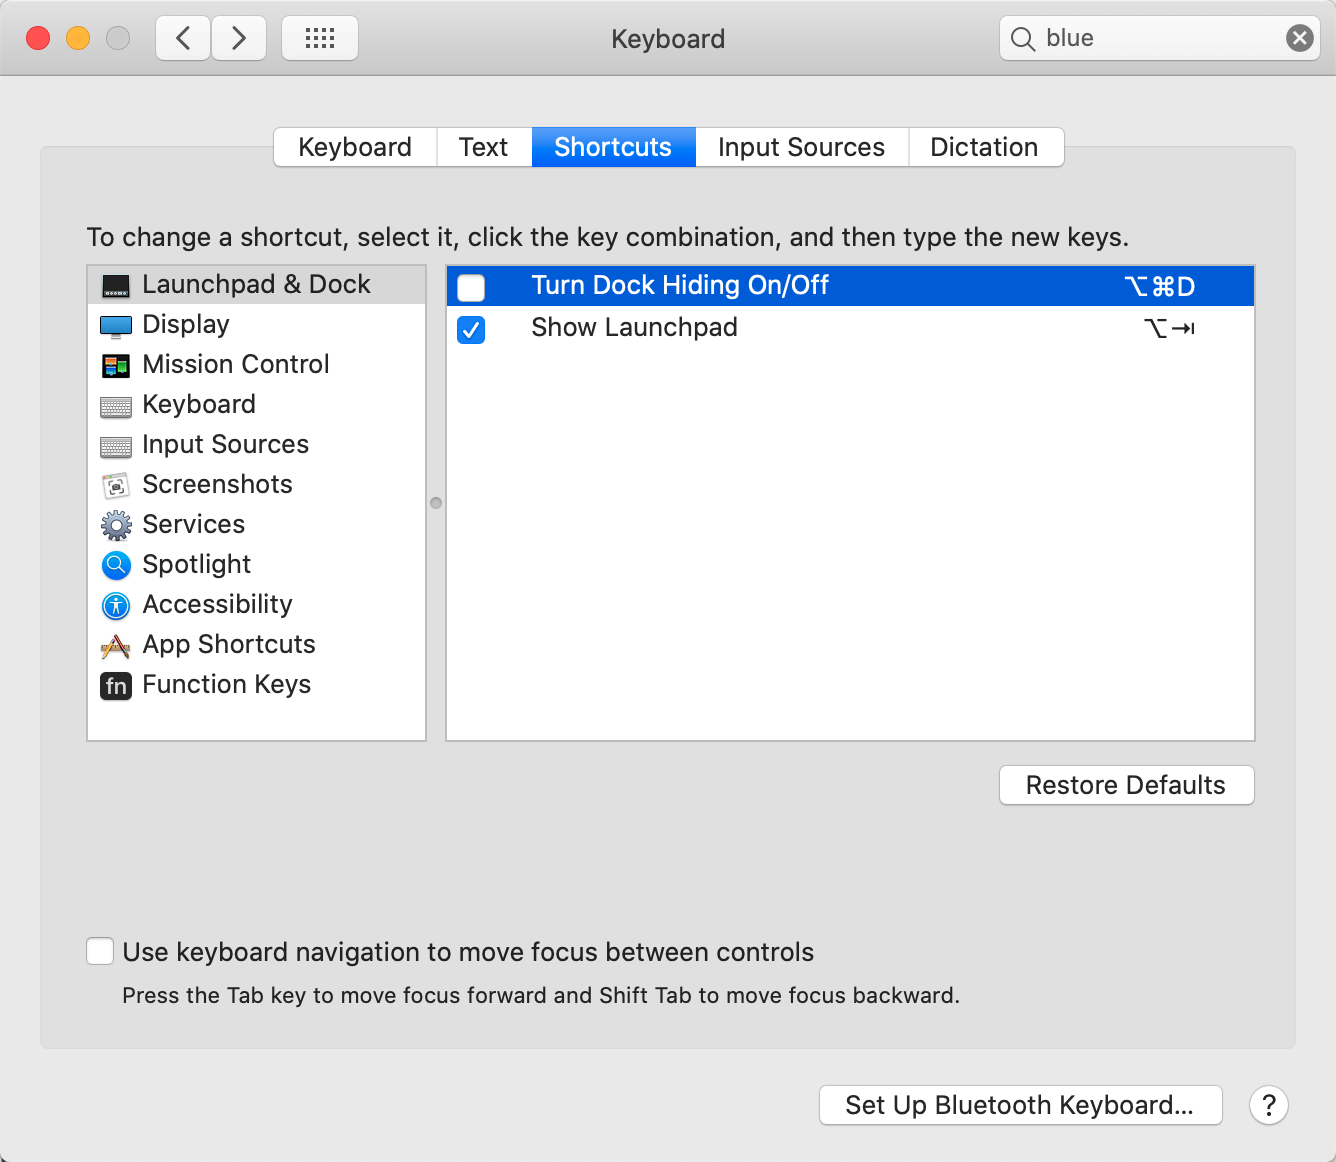 Keyboard
blue
Keyboard Text Shortcuts Input Sources Dictation
To change a shortcut, select it, click the key combination, and then type the new keys.
Launchpad & Dock
Display
Mission Control
Keyboard
Input Sources
Screenshots
Services
Spotlight
Accessibility
App Shortcuts
fn Function Keys
Turn Dock Hiding On/Off ⌥⌘D
Show Launchpad ⌥⇥
Restore Defaults
Use keyboard navigation to move focus between controls
Press the Tab key to move focus forward and Shift Tab to move focus backward.
Set Up Bluetooth Keyboard... ?